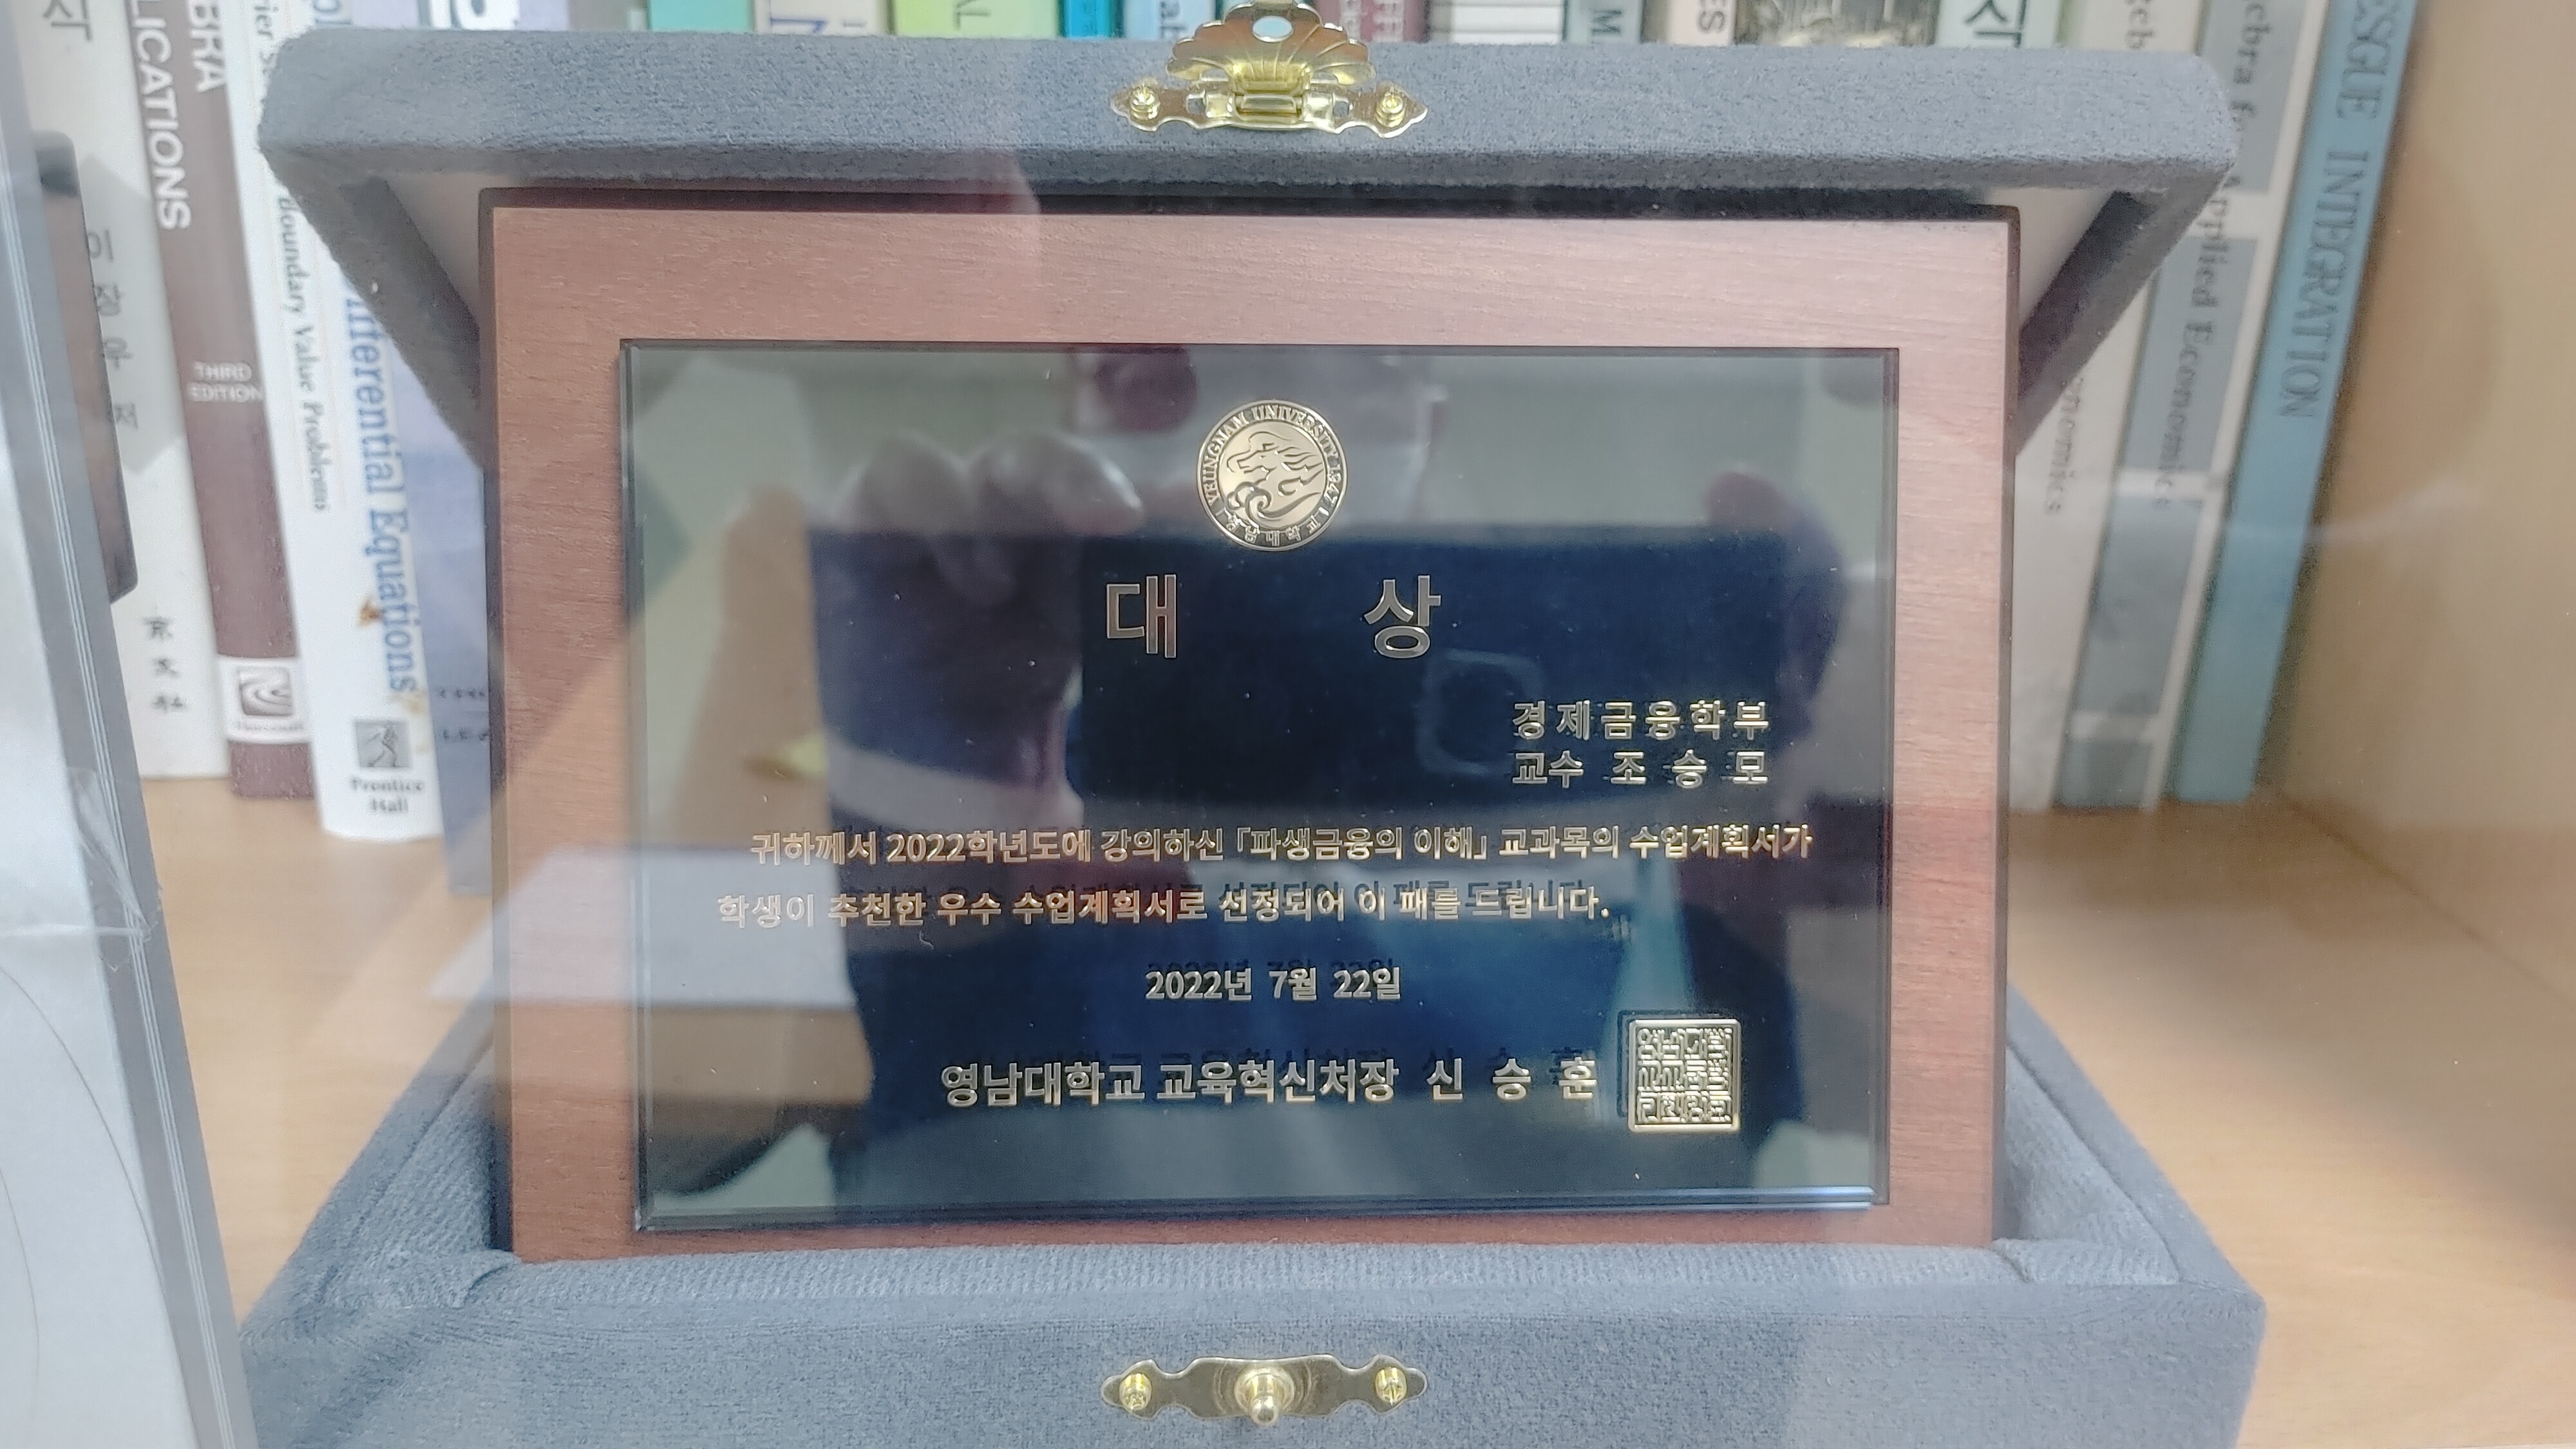 BRA
LICATIONS
THIRD
EDITION
Boundary Value Problems
Differential Equations
Prentice
Hall
이 장 우 저
YEUNGNAM UNIVERSITY 1947
영남대학교
대 상
경제금융학부
교수 조 승 모
귀하께서 2022학년도에 강의하신 「파생금융의 이해」 교과목의 수업계획서가
학생이 추천한 우수 수업계획서로 선정되어 이 패를 드립니다.
2022년 7월 22일
영남대학교 교육혁신처장 신 승 훈
Applied Economics
ESGUE INTEGRATION